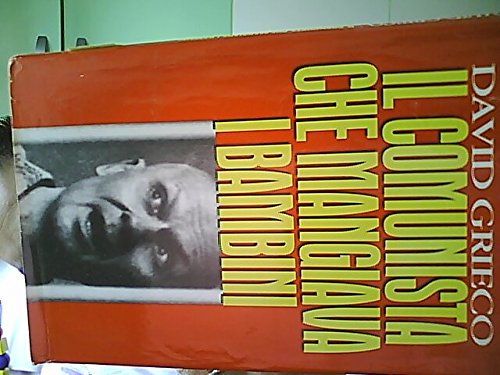 DAVID GRIECO
IL COMUNISTA
CHE MANGIAVA
I BAMBINI